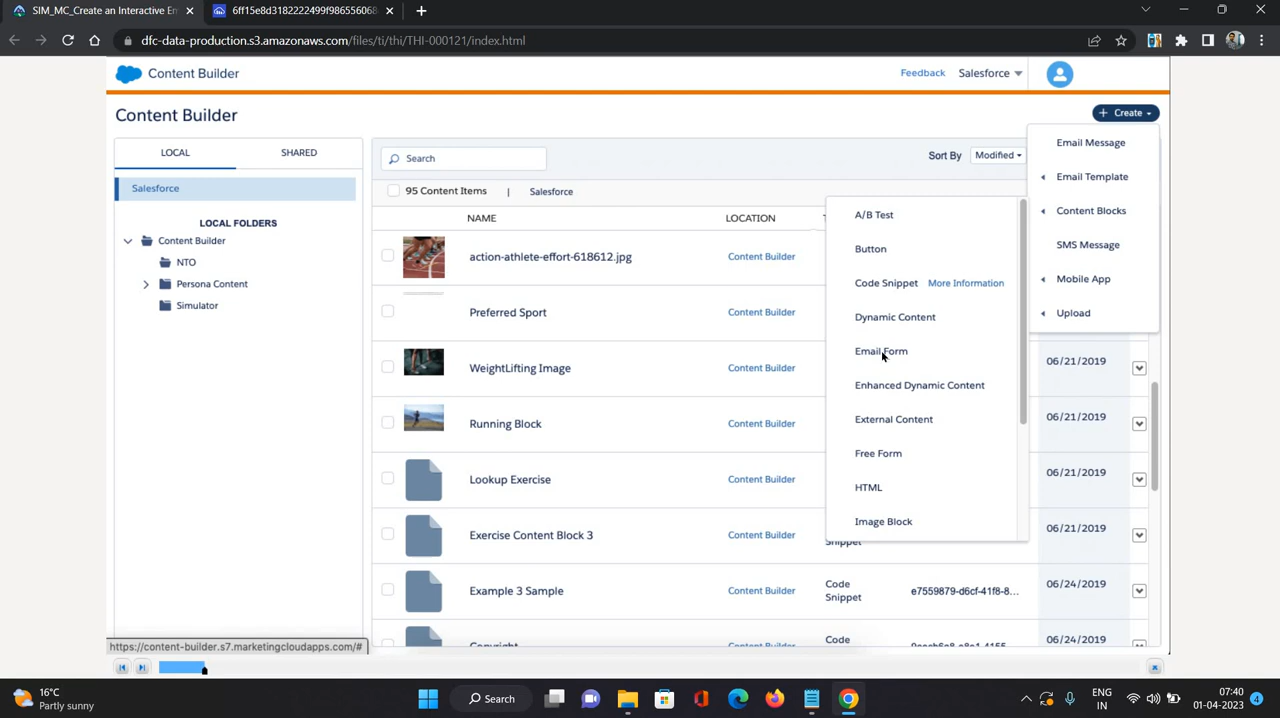 SIM_MC_Create an Interactive Em
6ff15e8d3182222499f986556068
dfc-data-production.s3.amazonaws.com/files/ti/thi/THI-000121/index.html
Content Builder
Feedback
Salesforce
Content Builder
+ Create
LOCAL
SHARED
Salesforce
LOCAL FOLDERS
Content Builder
NTO
Persona Content
Simulator
Search
Sort By
Modified
95 Content Items | Salesforce
NAME
LOCATION
action-athlete-effort-618612.jpg
Content Builder
Preferred Sport
Content Builder
WeightLifting Image
Content Builder
06/21/2019
Running Block
Content Builder
06/21/2019
Lookup Exercise
Content Builder
06/21/2019
Exercise Content Block 3
Content Builder
Snippet
06/21/2019
Example 3 Sample
Content Builder
Code
Snippet
e7559879-d6cf-41f8-8...
06/24/2019
Copyright
Content Builder
Code
06/24/2019
Email Message
Email Template
Content Blocks
SMS Message
Mobile App
Upload
A/B Test
Button
Code Snippet More Information
Dynamic Content
Email Form
Enhanced Dynamic Content
External Content
Free Form
HTML
Image Block
https://content-builder.s7.marketingcloudapps.com/#
16°C
Partly sunny
Search
ENG
IN
07:40
01-04-2023
4